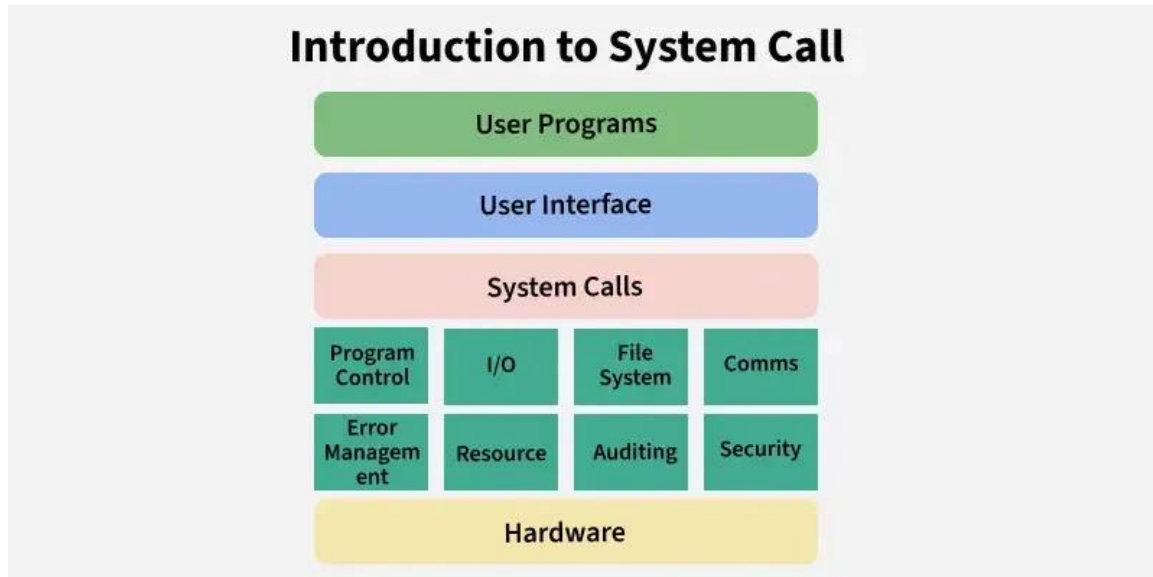 Introduction to System Call
User Programs
User Interface
System Calls
Program
Control
I/O
File
System
Comms
Error
Managem
ent
Resource
Auditing
Security
Hardware